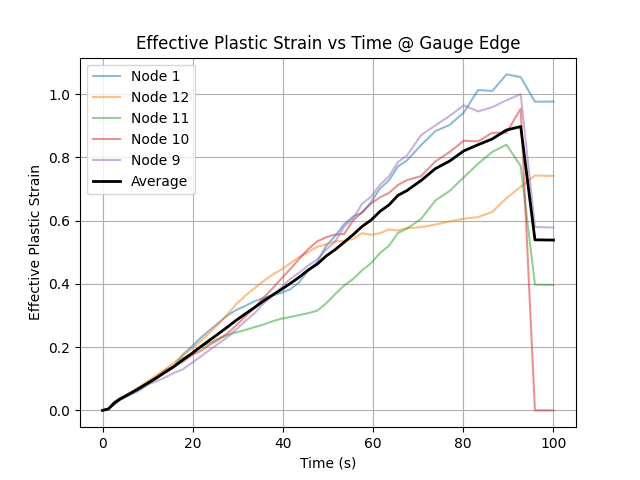 Effective Plastic Strain vs Time @ Gauge Edge
Node 1
Node 12
Node 11
Node 10
Node 9
Average
Effective Plastic Strain
1.0
0.8
0.6
0.4
0.2
0.0
0 20 40 60 80 100
Time (s)